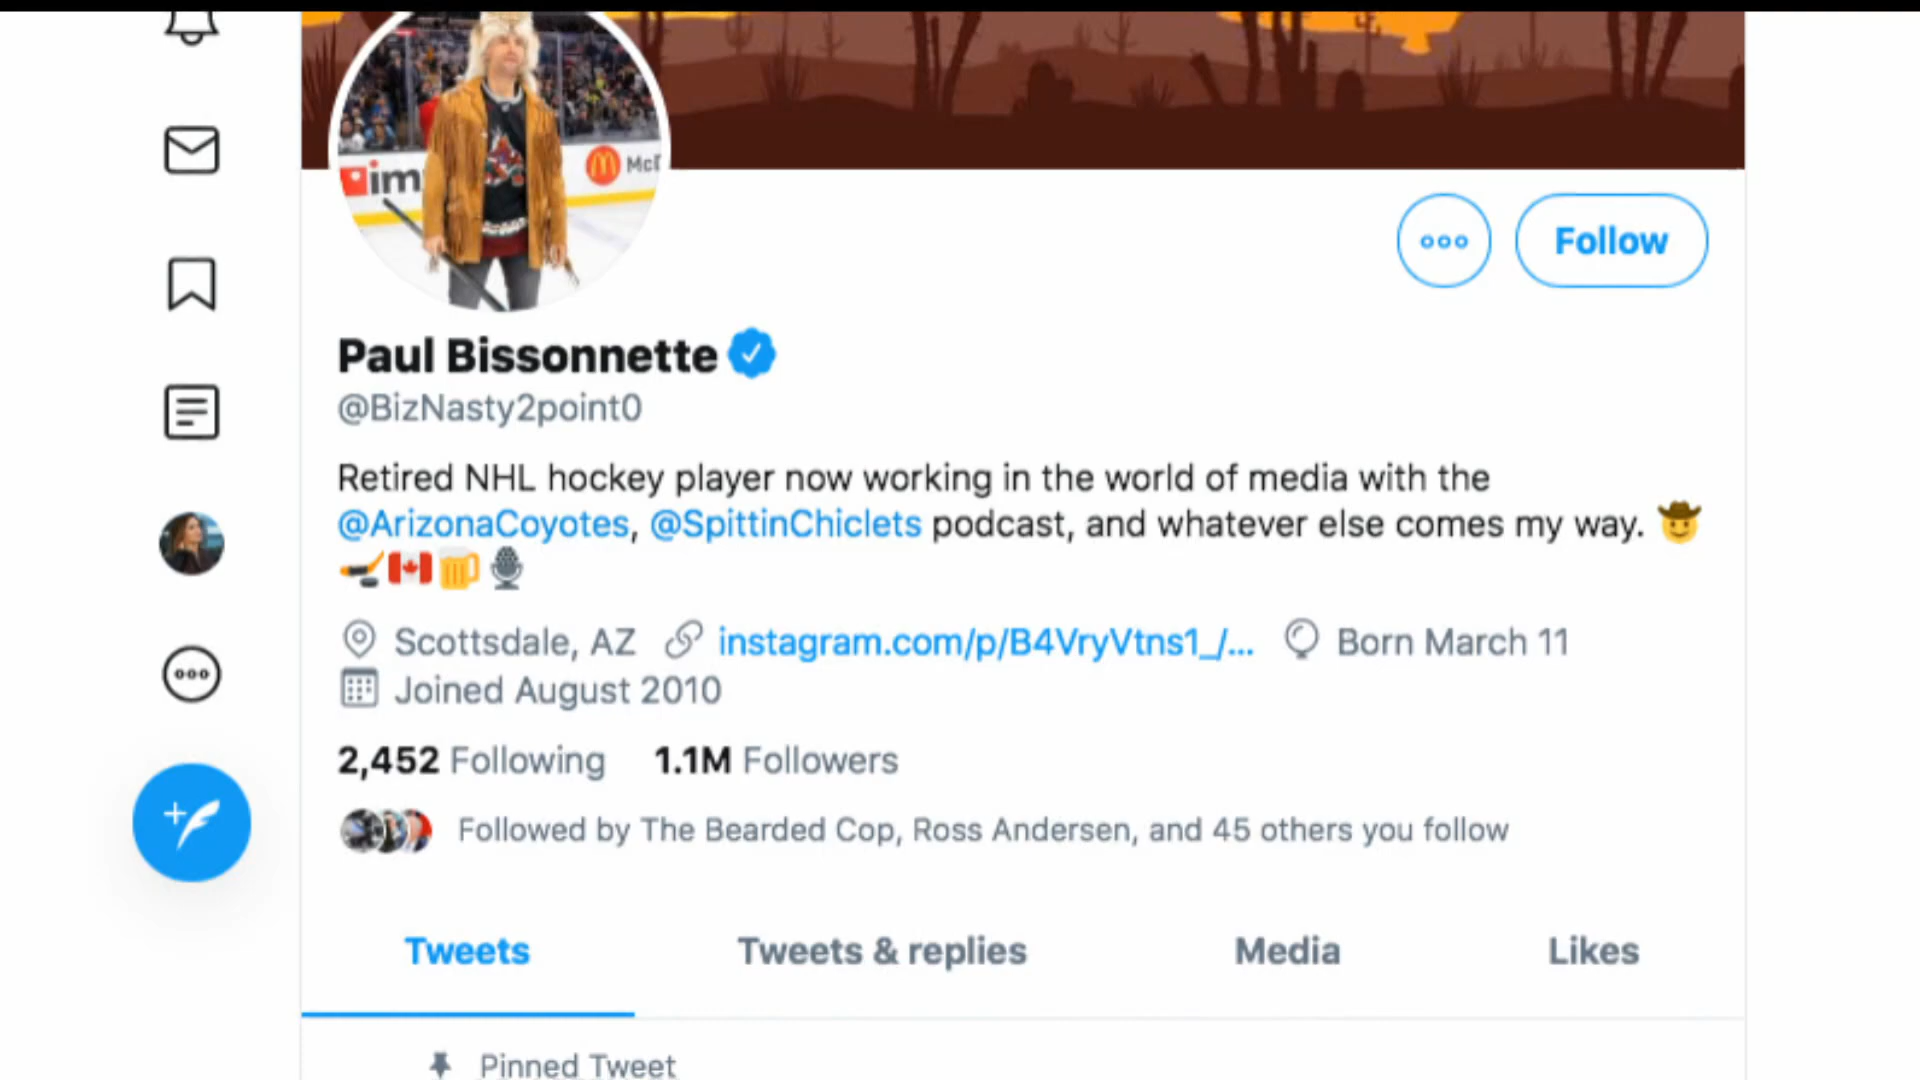 im
McD
Paul Bissonnette
@BizNasty2point0
Retired NHL hockey player now working in the world of media with the
@ArizonaCoyotes, @SpittinChiclets podcast, and whatever else comes my way. 🤠
🏒🇨🇦🍺🎙
Scottsdale, AZ instagram.com/p/B4VryVtns1_/... Born March 11
Joined August 2010
2,452 Following 1.1M Followers
Followed by The Bearded Cop, Ross Andersen, and 45 others you follow
Follow
Tweets Tweets & replies Media Likes
Pinned Tweet